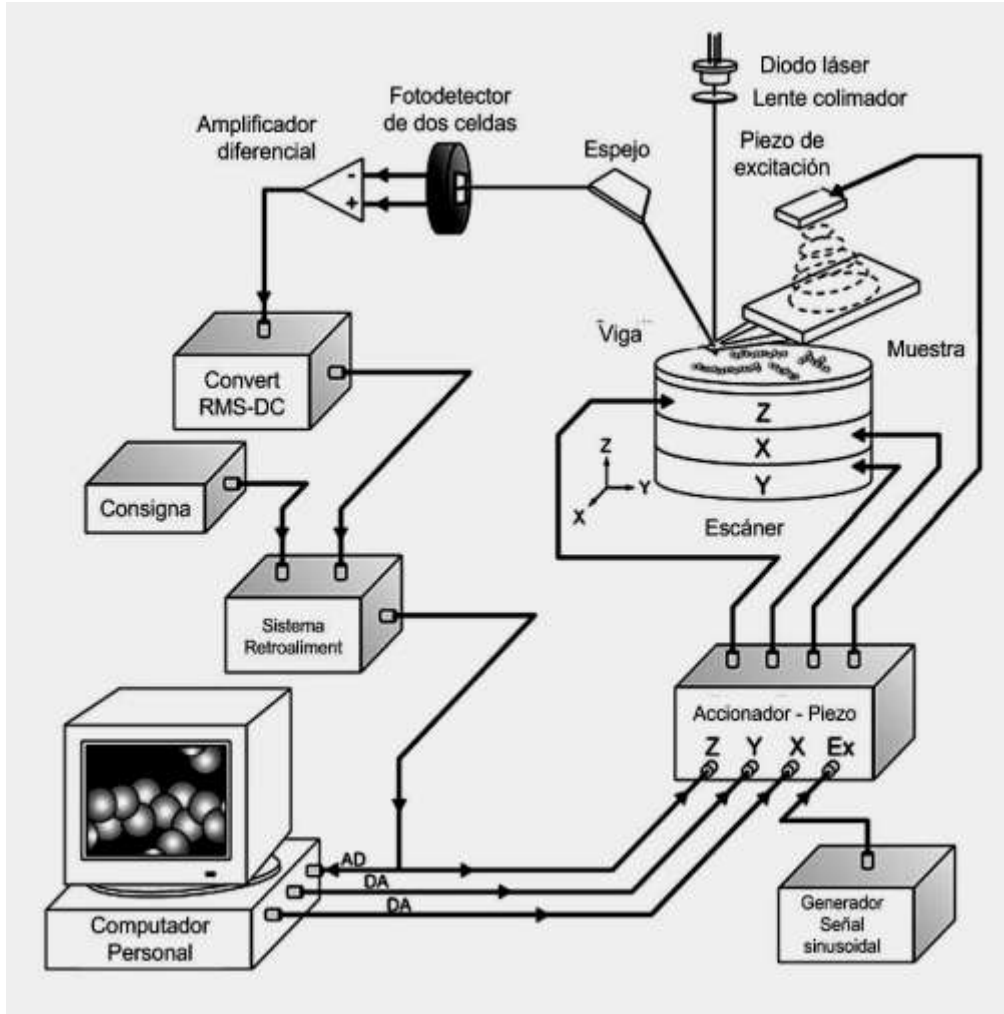 Diodo láser
Lente colimador
Fotodetector
de dos celdas
Amplificador
diferencial
Espejo
Piezo de
excitación
-
+
Viga
Muestra
Convert
RMS-DC
Z
X
Y
Z
Y
X
Consigna
Escáner
Sistema
Retroaliment
Accionador - Piezo
Z Y X Ex
AD
DA
DA
Computador
Personal
Generador
Señal
sinusoidal